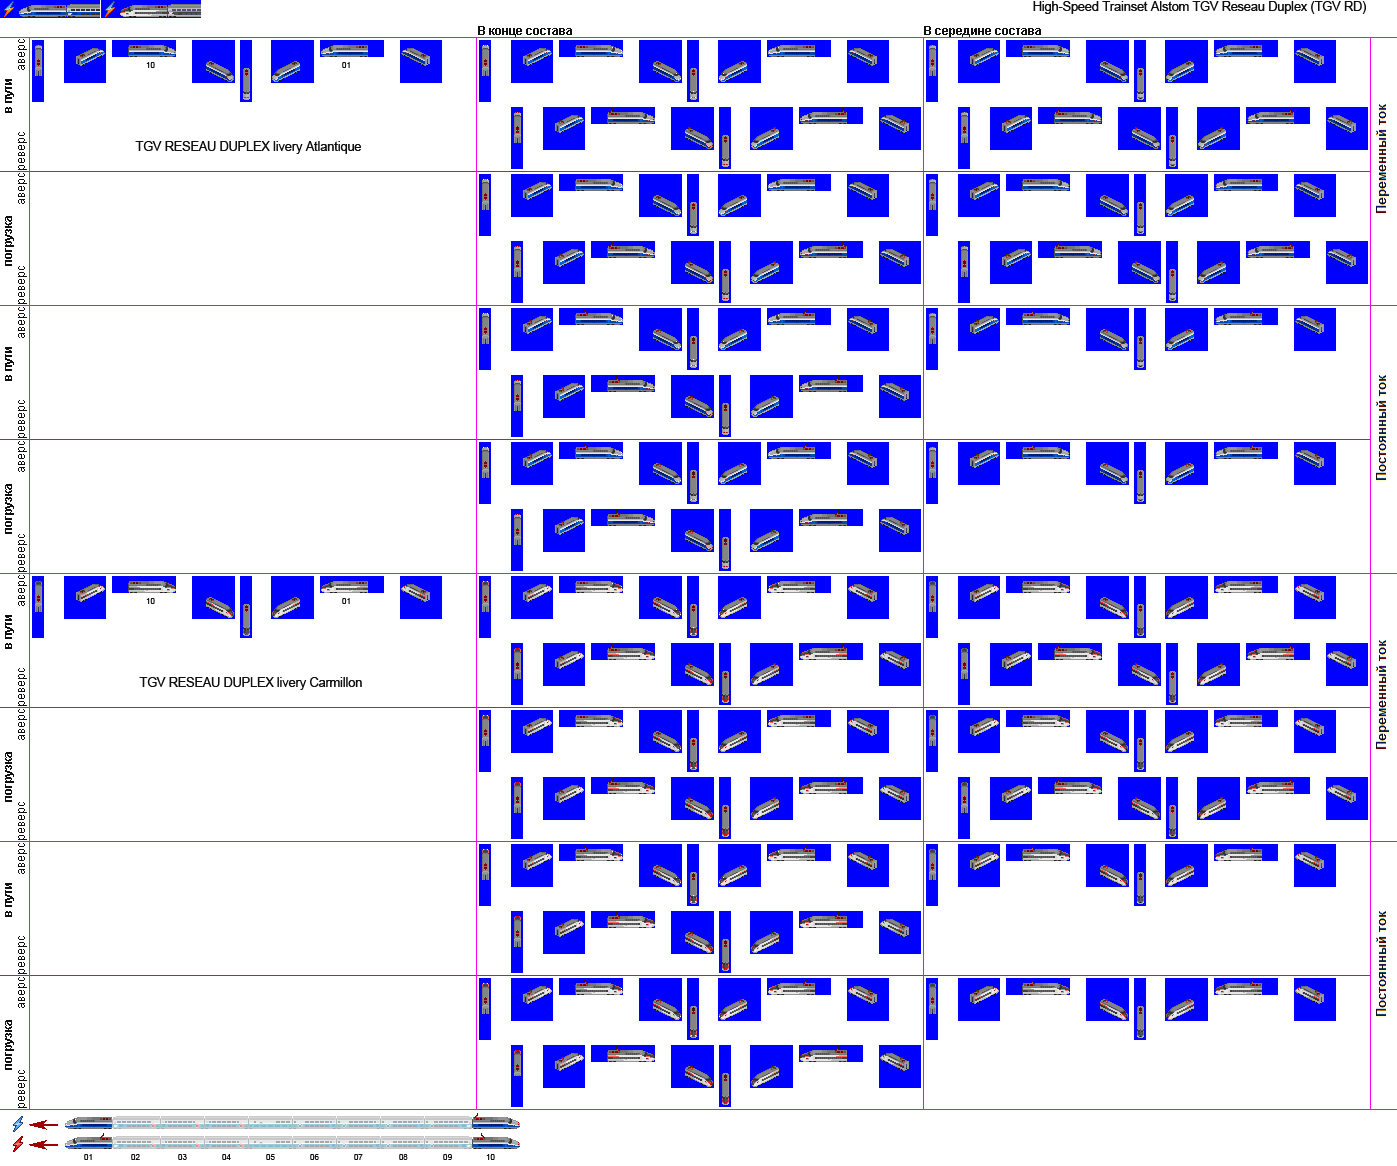 High-Speed Trainset Alstom TGV Reseau Duplex (TGV RD)
В конце состава
В середине состава
в пути
аверс
реверс
10
01
TGV RESEAU DUPLEX livery Atlantique
Переменный ток
погрузка
аверс
реверс
в пути
аверс
реверс
Постоянный ток
погрузка
аверс
реверс
в пути
аверс
реверс
10
01
TGV RESEAU DUPLEX livery Carmillon
Переменный ток
погрузка
аверс
реверс
в пути
аверс
реверс
Постоянный ток
погрузка
аверс
реверс
01 02 03 04 05 06 07 08 09 10